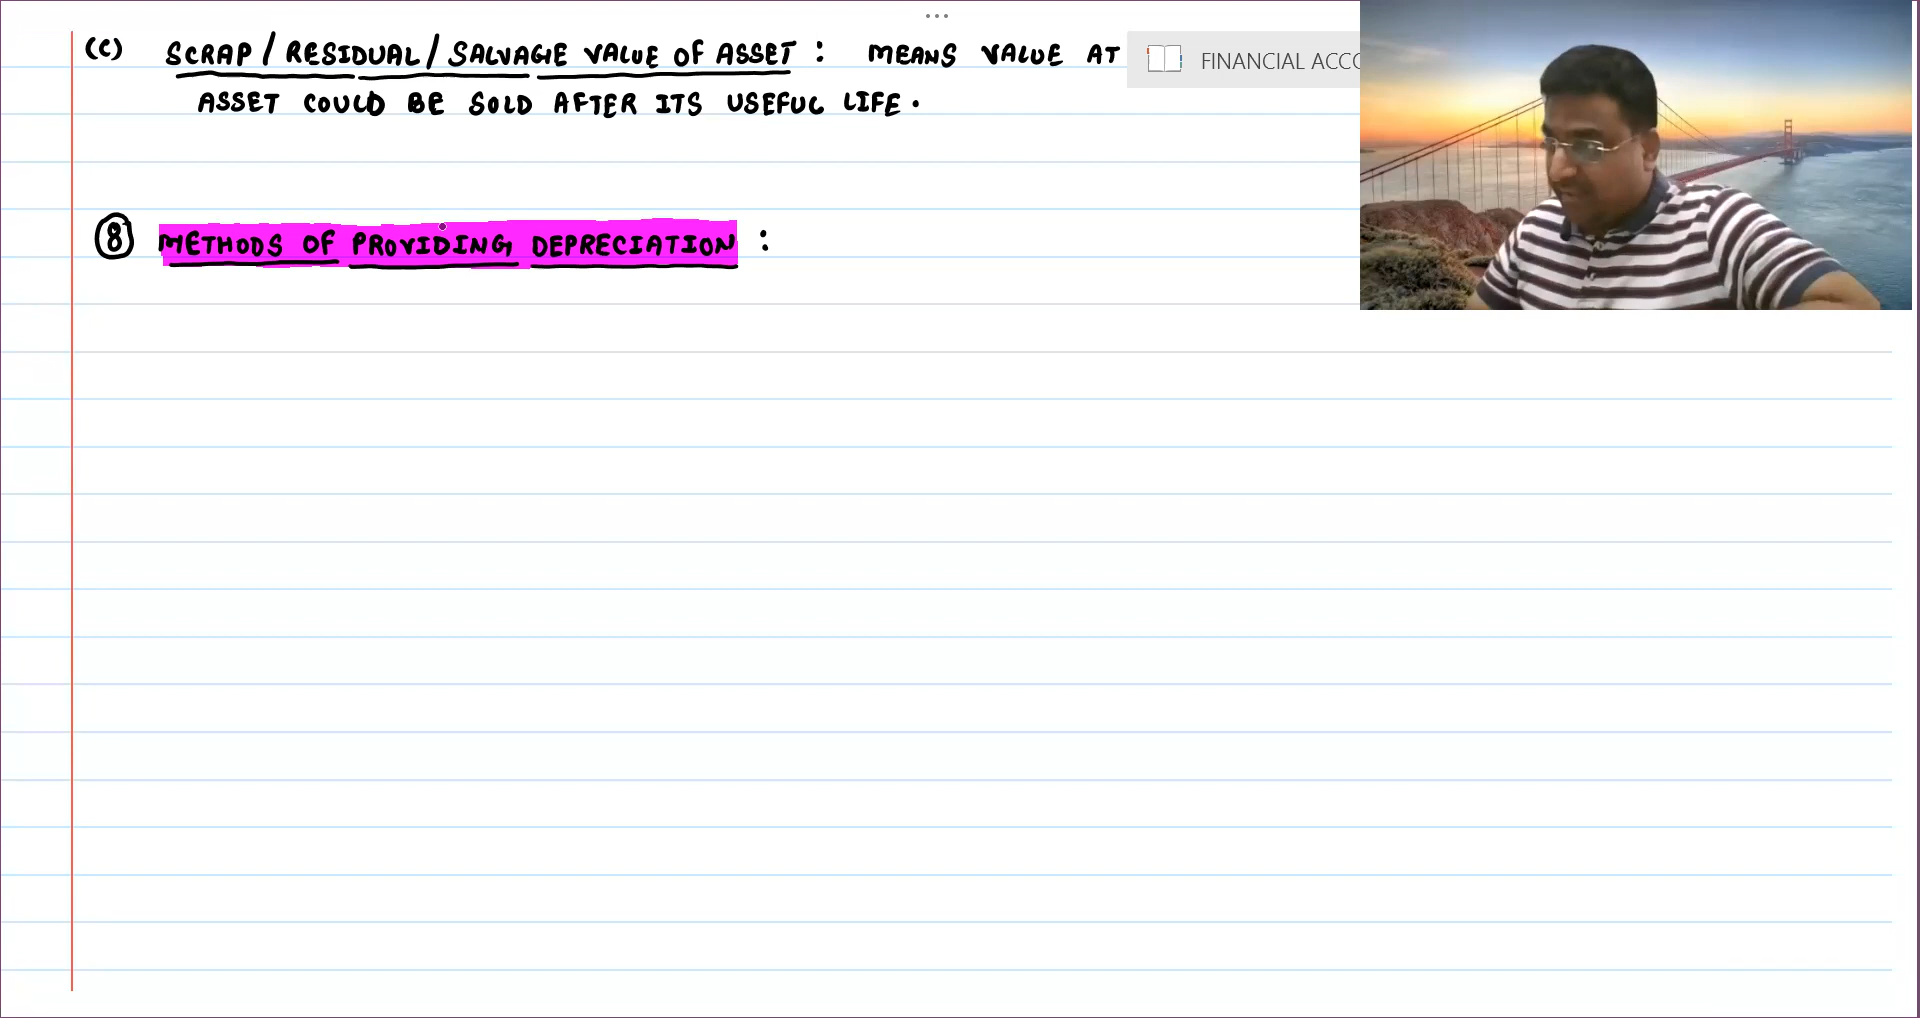 (C) SCRAP / RESIDUAL / SALVAGE VALUE OF ASSET : MEANS VALUE AT
FINANCIAL ACCO
ASSET COULD BE SOLD AFTER ITS USEFUL LIFE.
⑧ METHODS OF PROVIDING DEPRECIATION :